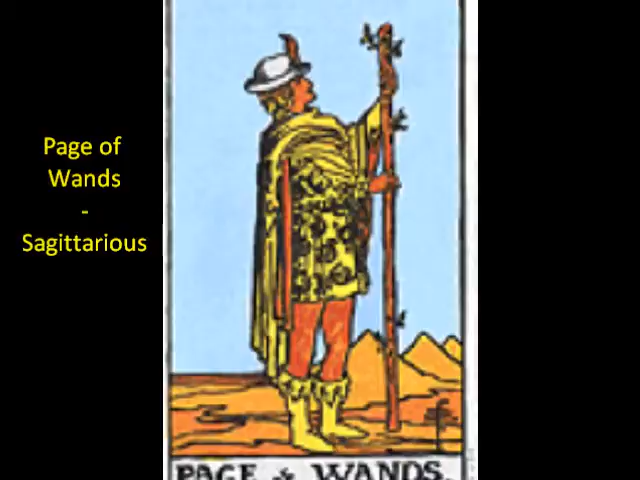 Page of
Wands
-
Sagittarious
PAGE of WANDS.